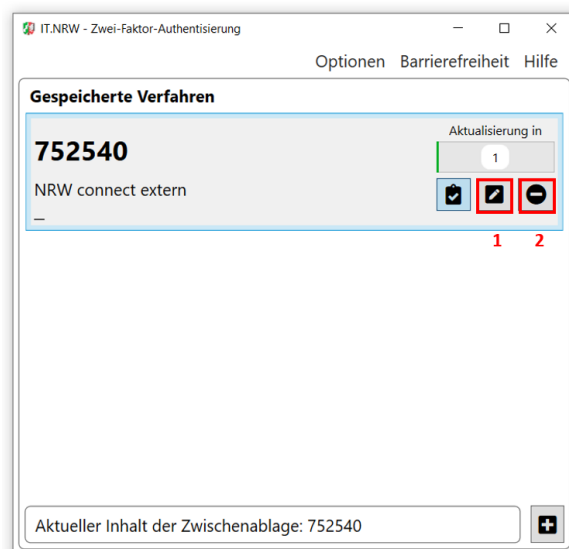 IT.NRW - Zwei-Faktor-Authentisierung
Optionen Barrierefreiheit Hilfe
Gespeicherte Verfahren
Aktualisierung in
752540
1
NRW connect extern
_
1 2
Aktueller Inhalt der Zwischenablage: 752540